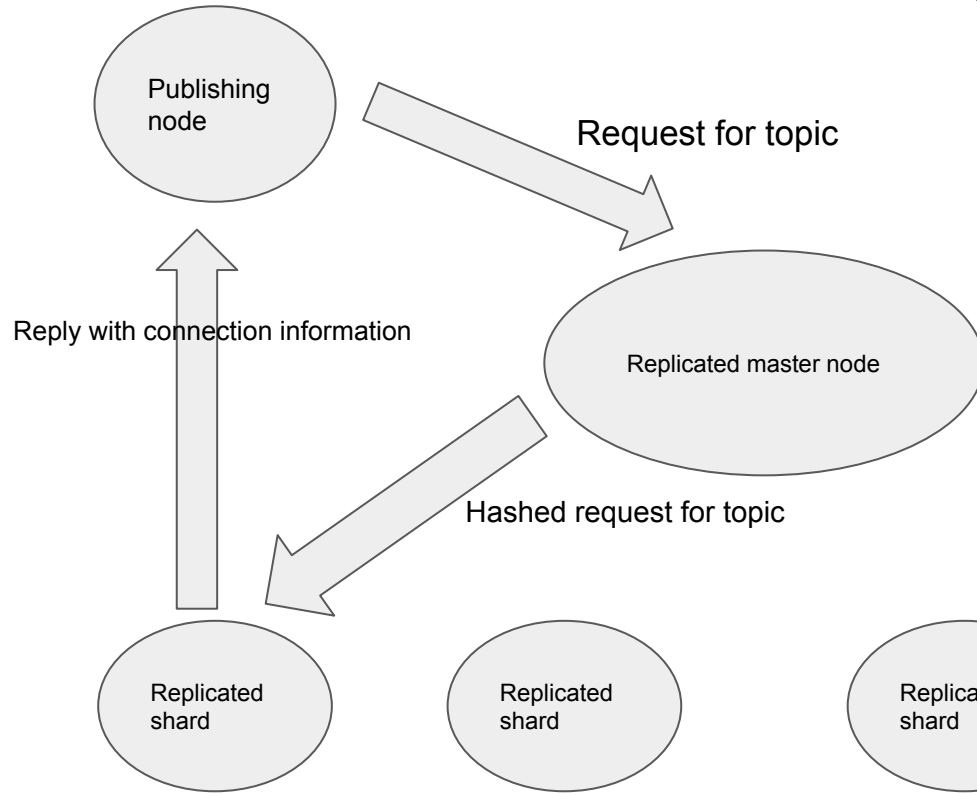 Publishing
node
Request for topic
Reply with connection information
Replicated master node
Hashed request for topic
Replicated
shard
Replicated
shard
Replica
shard